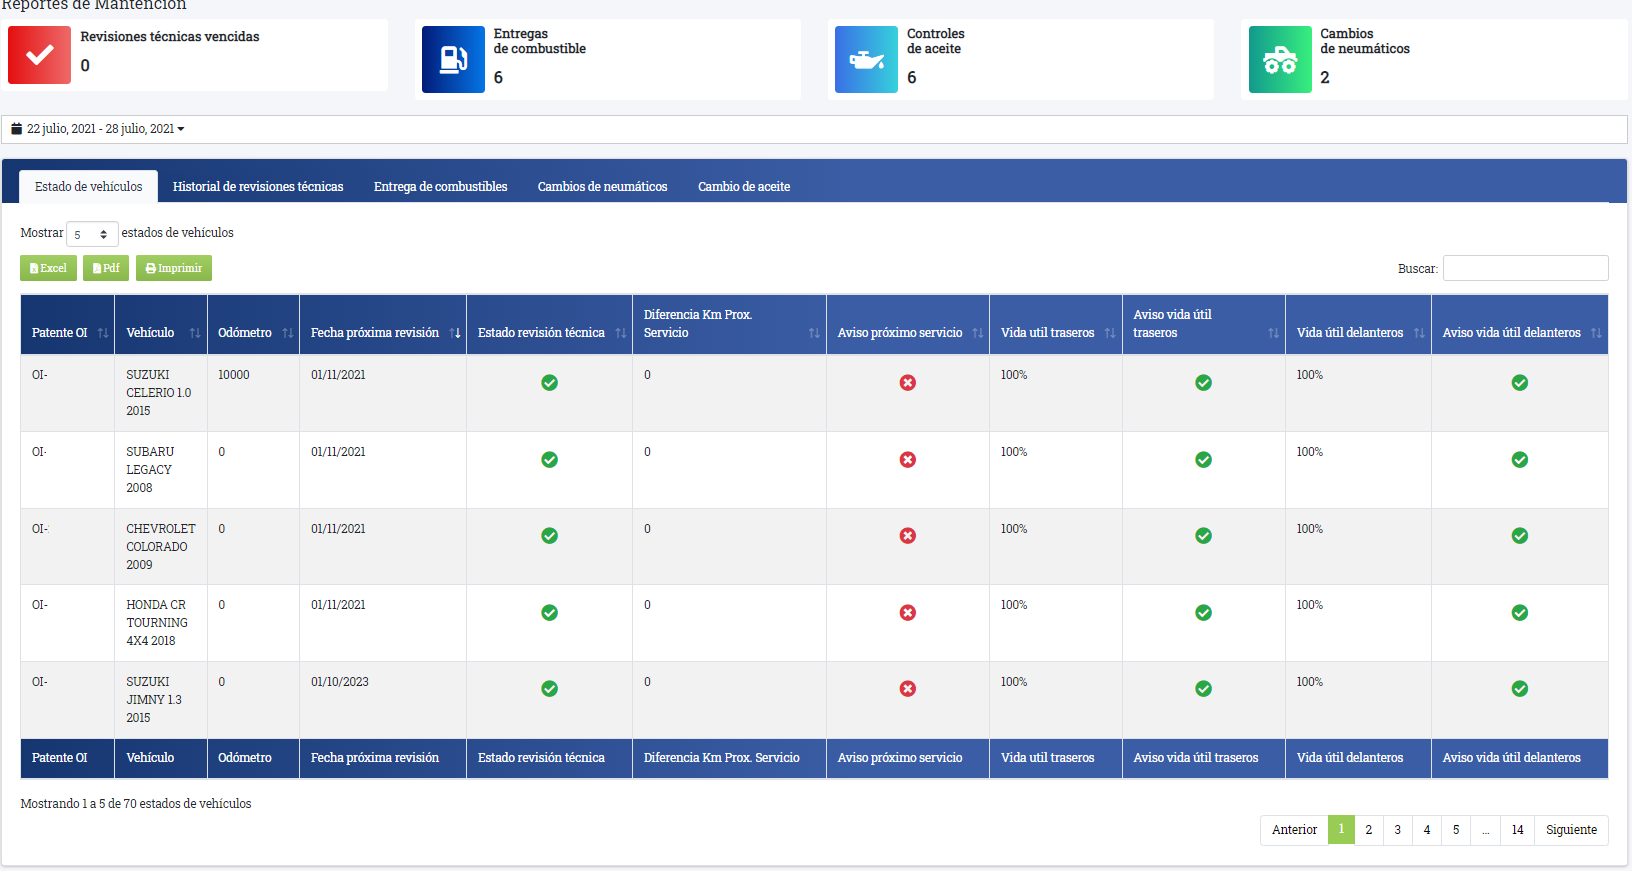 Reportes de Mantención
Revisiones técnicas vencidas
0
Entregas
de combustible
6
Controles
de aceite
6
Cambios
de neumáticos
2
22 julio, 2021 - 28 julio, 2021
Estado de vehículos Historial de revisiones técnicas Entrega de combustibles Cambios de neumáticos Cambio de aceite
Mostrar 5 estados de vehículos
Excel Pdf Imprimir
Buscar:
Patente OI Vehículo Odómetro Fecha próxima revisión Estado revisión técnica Diferencia Km Prox. Servicio Aviso próximo servicio Vida util traseros Aviso vida útil traseros Vida útil delanteros Aviso vida útil delanteros
OI- SUZUKI 10000 01/11/2021 0 100% 100%
CELERIO 1.0
2015
OI- SUBARU 0 01/11/2021 0 100% 100%
LEGACY
2008
OI- CHEVROLET 0 01/11/2021 0 100% 100%
COLORADO
2009
OI- HONDA CR 0 01/11/2021 0 100% 100%
TOURNING
4X4 2018
OI- SUZUKI 0 01/10/2023 0 100% 100%
JIMNY 1.3
2015
Patente OI Vehículo Odómetro Fecha próxima revisión Estado revisión técnica Diferencia Km Prox. Servicio Aviso próximo servicio Vida util traseros Aviso vida útil traseros Vida útil delanteros Aviso vida útil delanteros
Mostrando 1 a 5 de 70 estados de vehículos
Anterior 1 2 3 4 5 ... 14 Siguiente